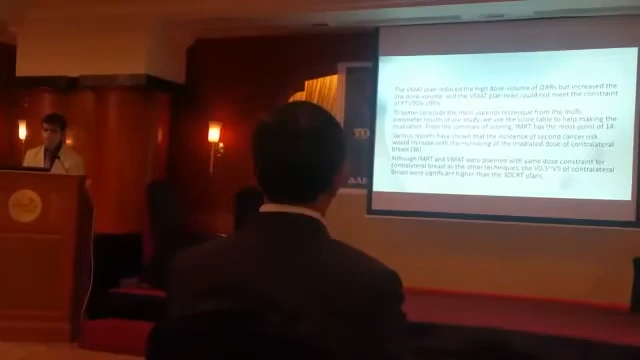 The VMAT plan reduced the high dose-volume of OARs but increased the
low dose volume, and the VMAT plan even could not meet the constraint
of PTV95% ≥95%
To better conclude the most superior technique from the multi
parameter results of our study, we use the score table to help making the
evaluation. From the summary of scoring, IMRT has the most point of 14.
Various reports have shown that the incidence of second cancer risk
would increase with the increasing of the irradiated dose of contralateral
breast [36].
Although IMRT and VMAT were planned with same dose constraint for
contralateral breast as the other techniques, the V0.5~V5 of contralateral
Breast were significant higher than the 3DCRT plans.